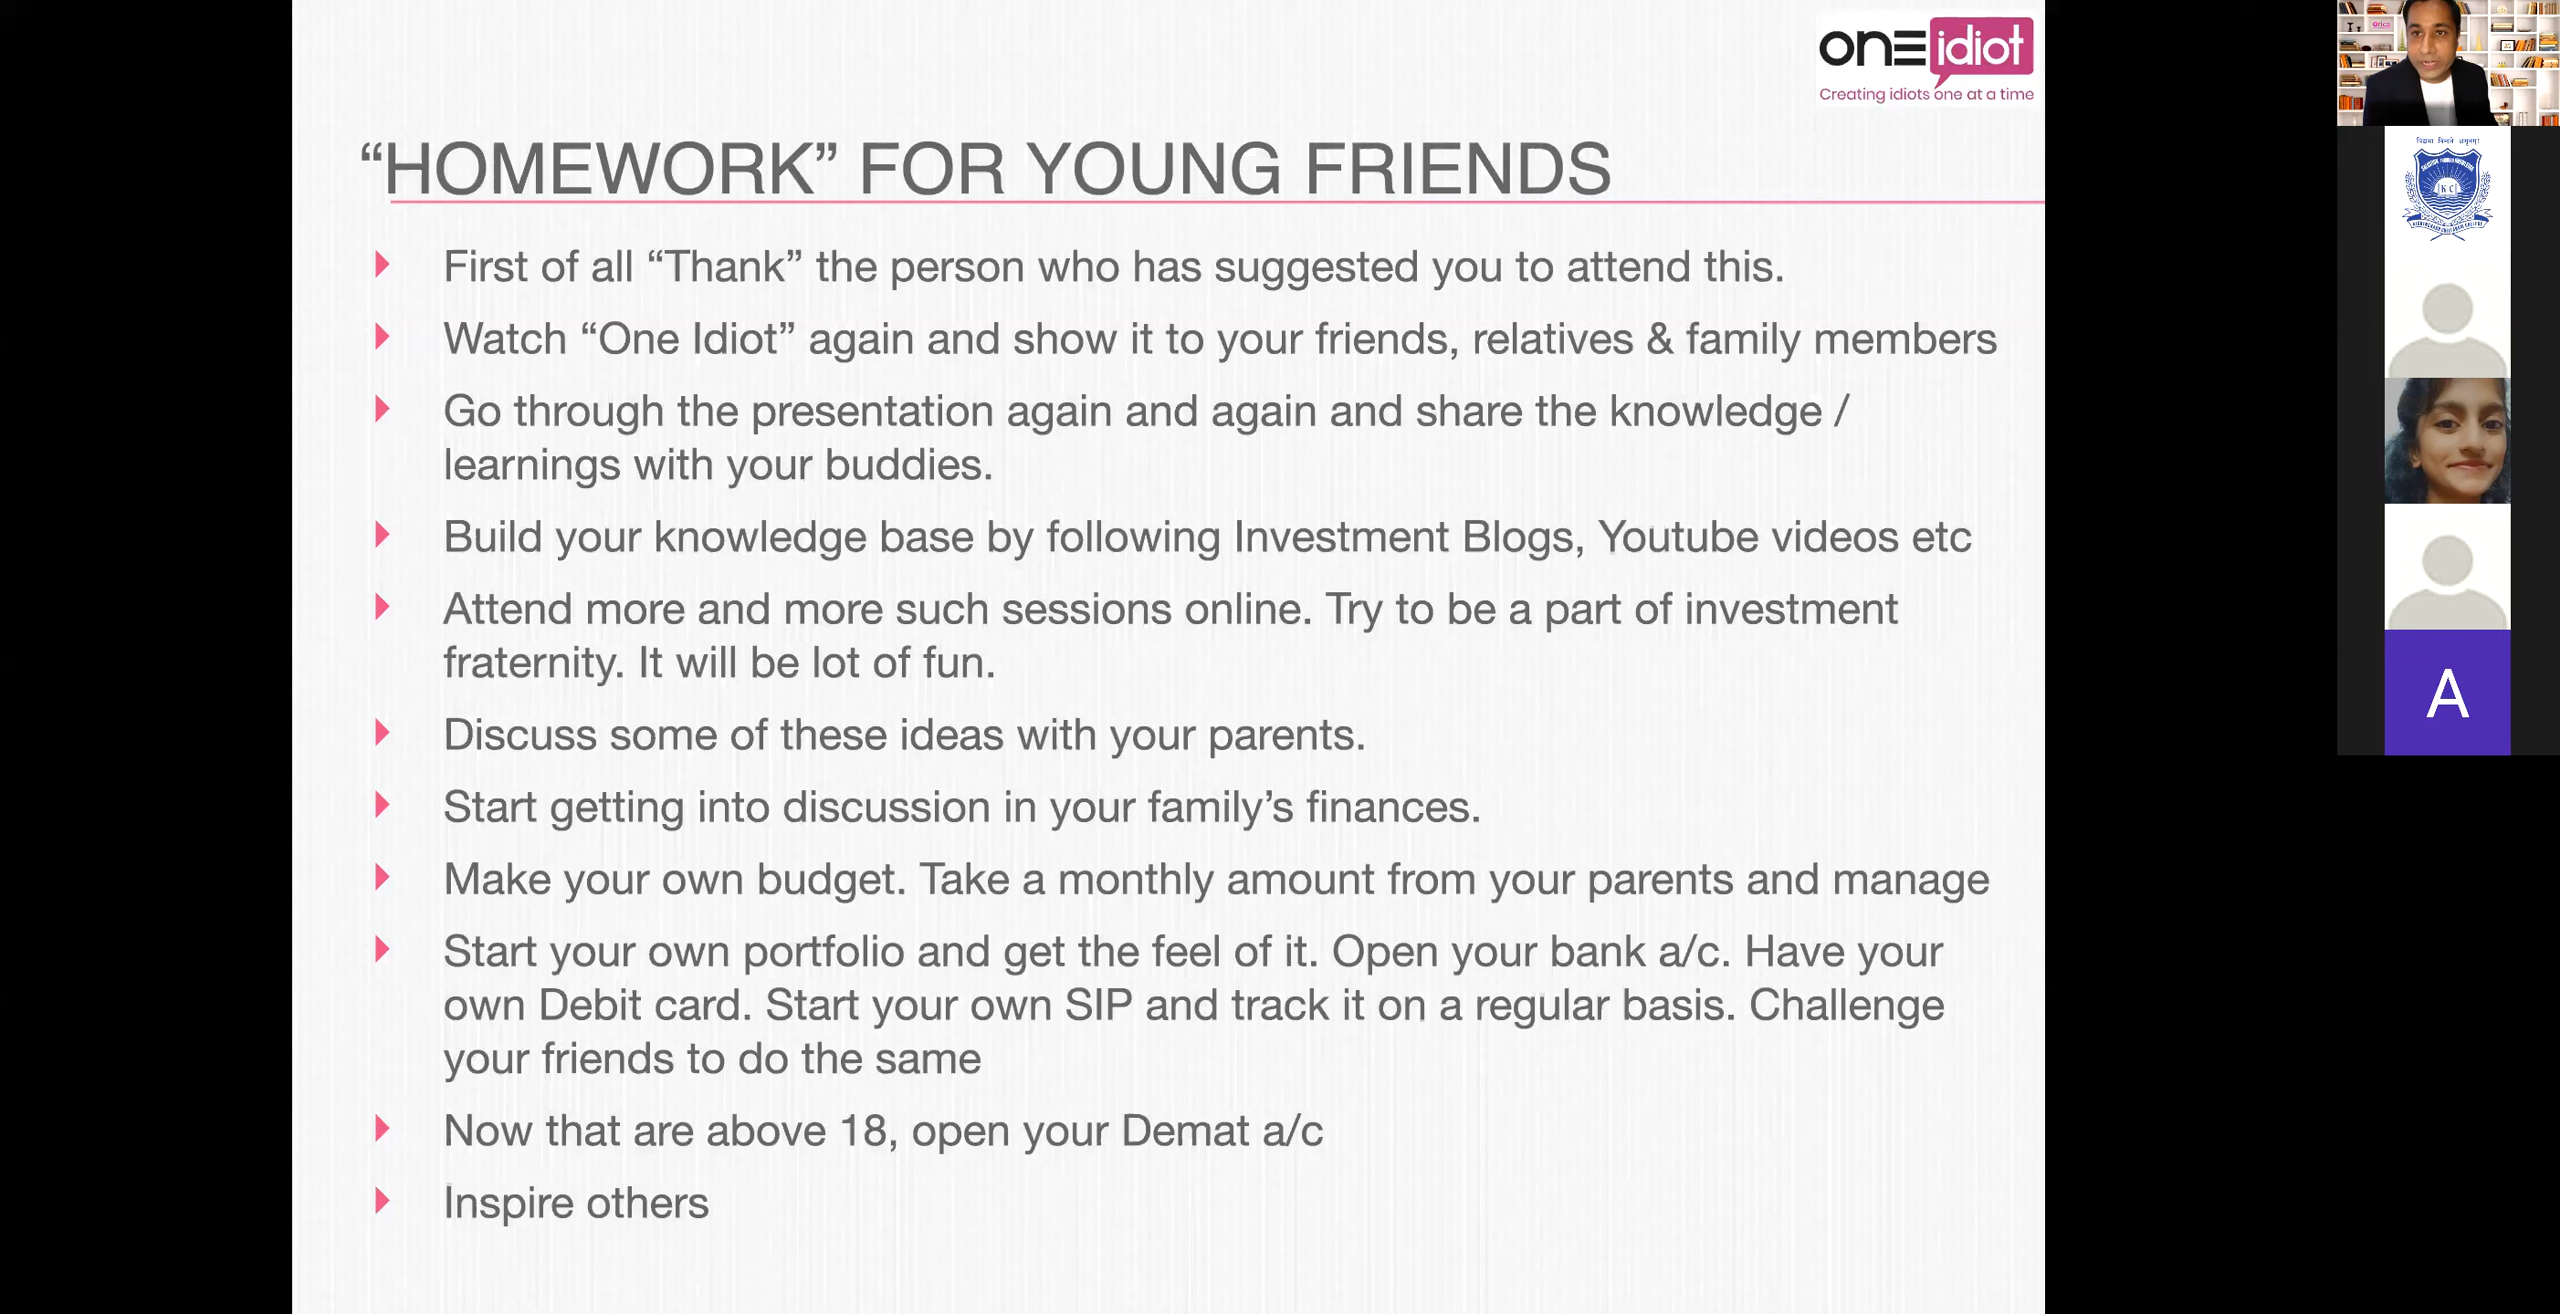 one idiot
Creating idiots one at a time
“HOMEWORK” FOR YOUNG FRIENDS
First of all “Thank” the person who has suggested you to attend this.
Watch “One Idiot” again and show it to your friends, relatives & family members
Go through the presentation again and again and share the knowledge /
learnings with your buddies.
Build your knowledge base by following Investment Blogs, Youtube videos etc
Attend more and more such sessions online. Try to be a part of investment
fraternity. It will be lot of fun.
Discuss some of these ideas with your parents.
Start getting into discussion in your family’s finances.
Make your own budget. Take a monthly amount from your parents and manage
Start your own portfolio and get the feel of it. Open your bank a/c. Have your
own Debit card. Start your own SIP and track it on a regular basis. Challenge
your friends to do the same
Now that are above 18, open your Demat a/c
Inspire others
K C
A